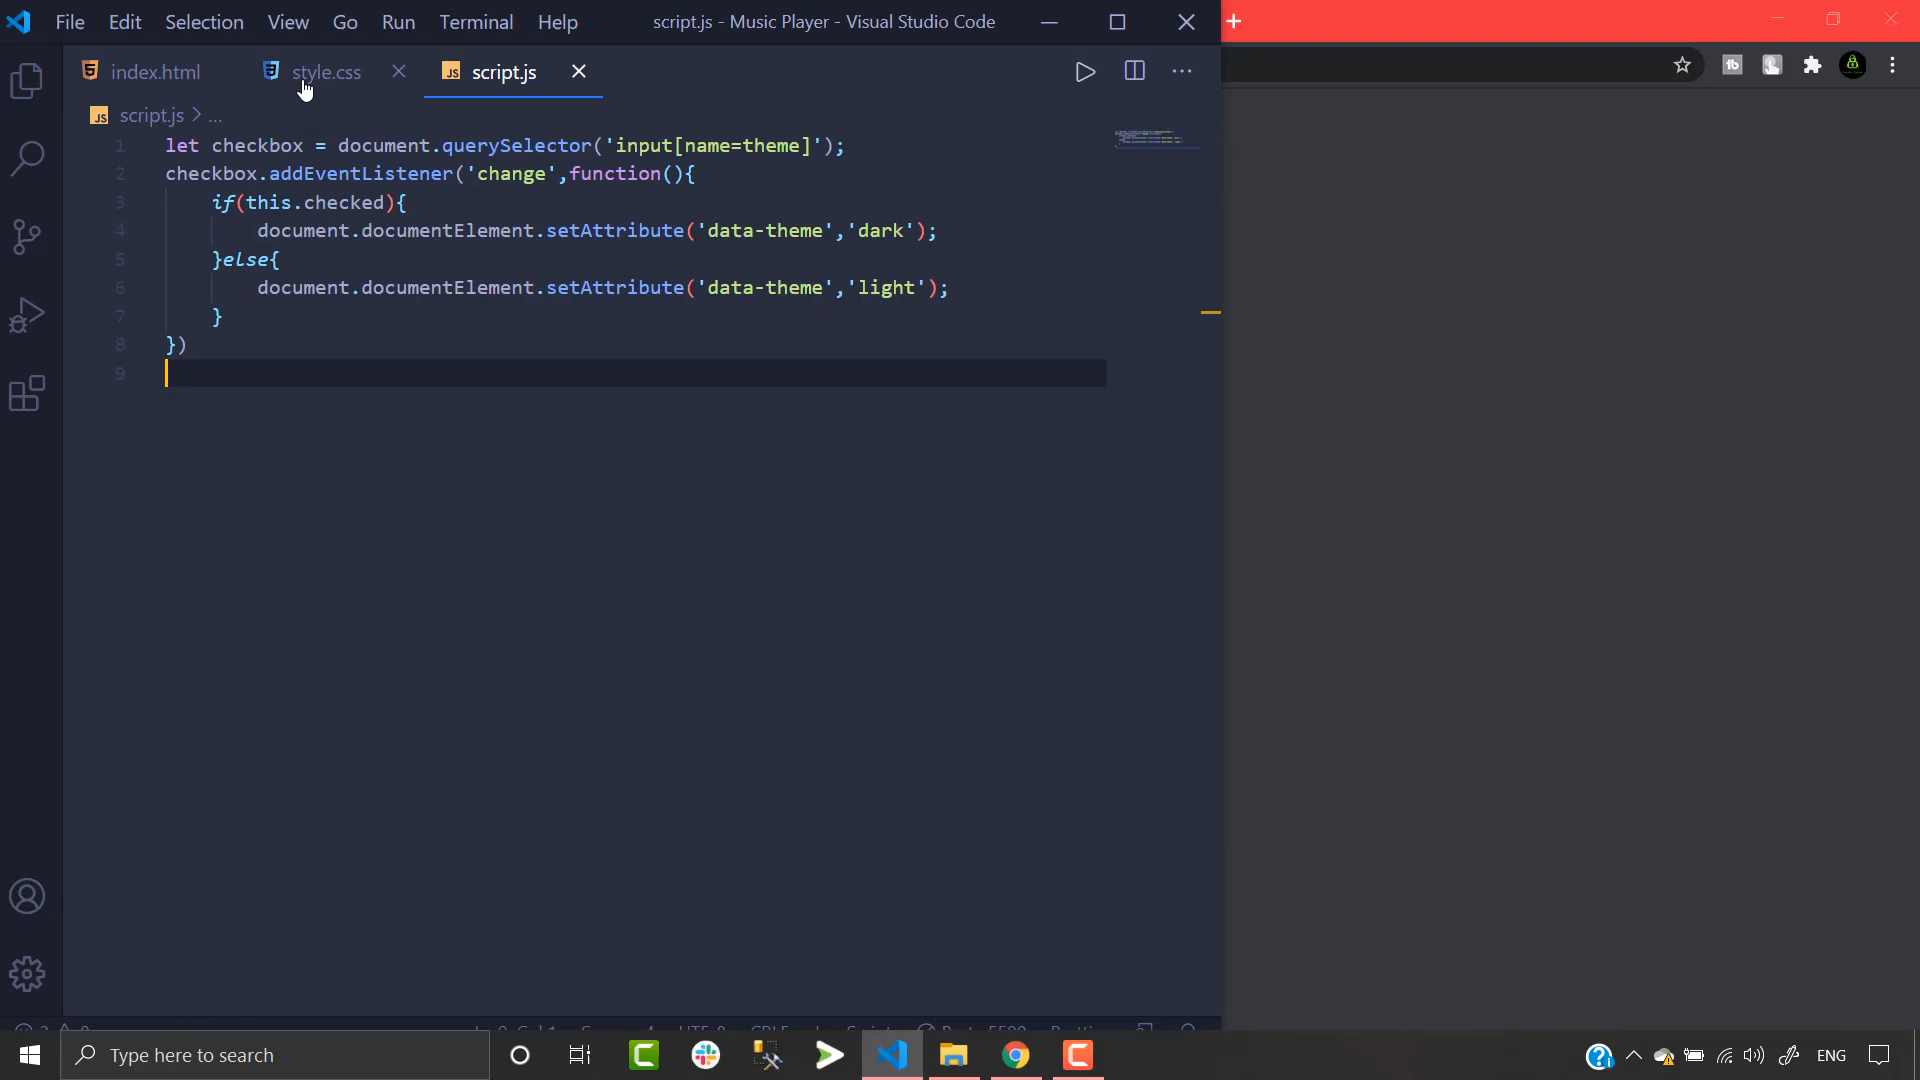 File Edit Selection View Go Run Terminal Help script.js - Music Player - Visual Studio Code
index.html style.css script.js
script.js > ...
1 let checkbox = document.querySelector('input[name=theme]');
2 checkbox.addEventListener('change',function(){
3 if(this.checked){
4 document.documentElement.setAttribute('data-theme','dark');
5 }else{
6 document.documentElement.setAttribute('data-theme','light');
7 }
8 })
9
Type here to search
ENG